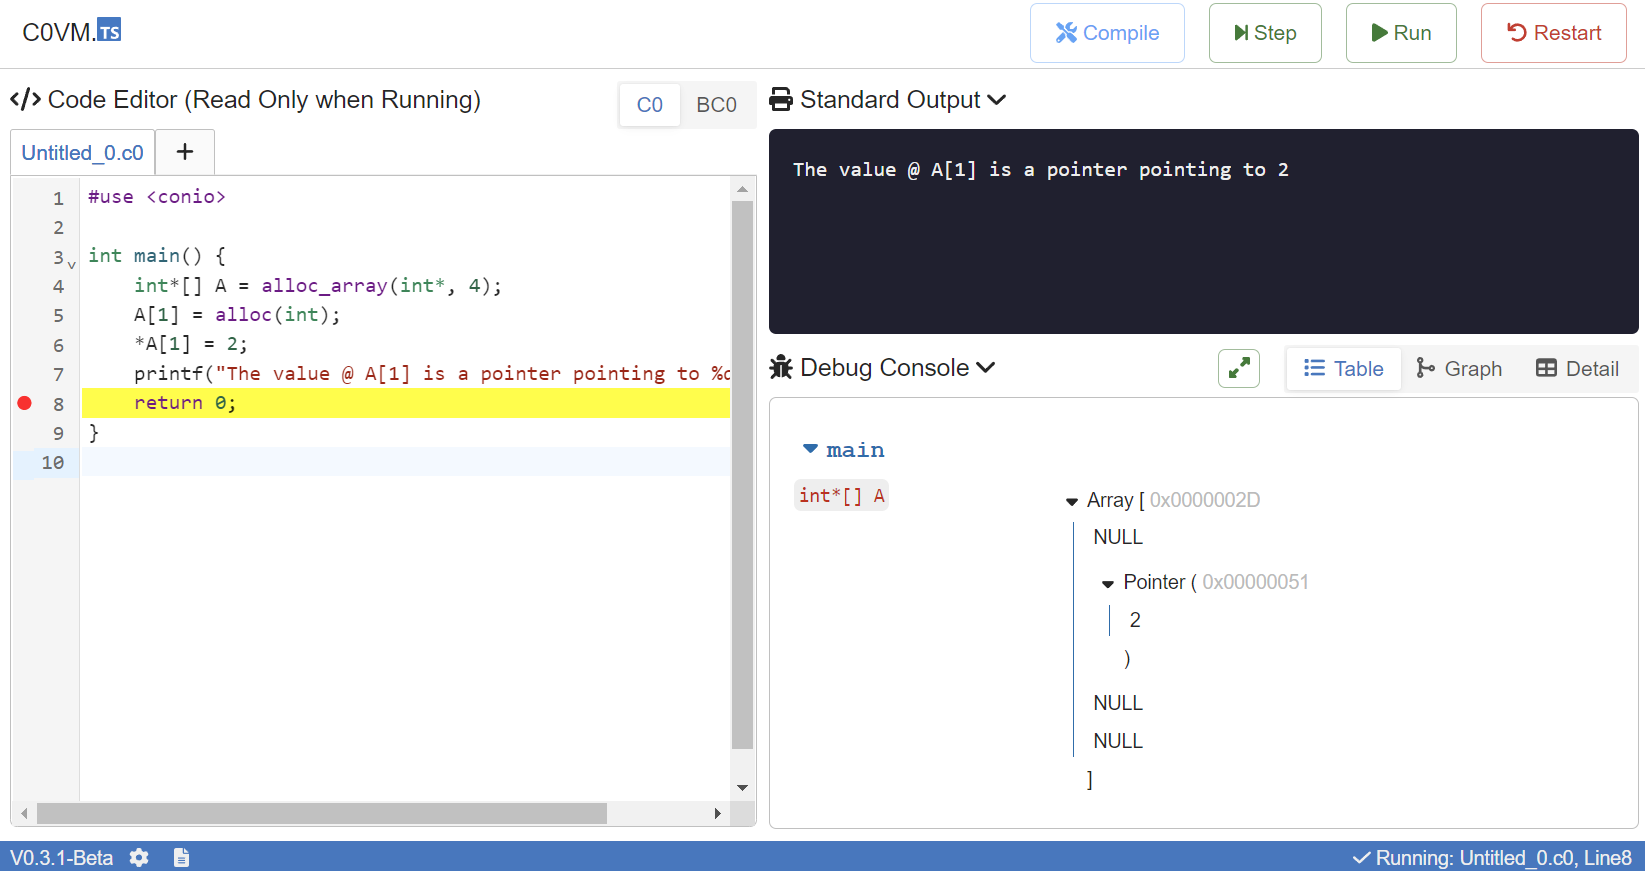 C0VM.TS
Compile
Step
Run
Restart
</> Code Editor (Read Only when Running)
C0
BC0
Untitled_0.c0
+
1 #use <conio>
2
3 int main() {
4 int*[] A = alloc_array(int*, 4);
5 A[1] = alloc(int);
6 *A[1] = 2;
7 printf("The value @ A[1] is a pointer pointing to %d
8 return 0;
9 }
10
Standard Output
The value @ A[1] is a pointer pointing to 2
Debug Console
Table
Graph
Detail
main
int*[] A
Array [ 0x0000002D
NULL
Pointer ( 0x00000051
2
)
NULL
NULL
]
V0.3.1-Beta
Running: Untitled_0.c0, Line8